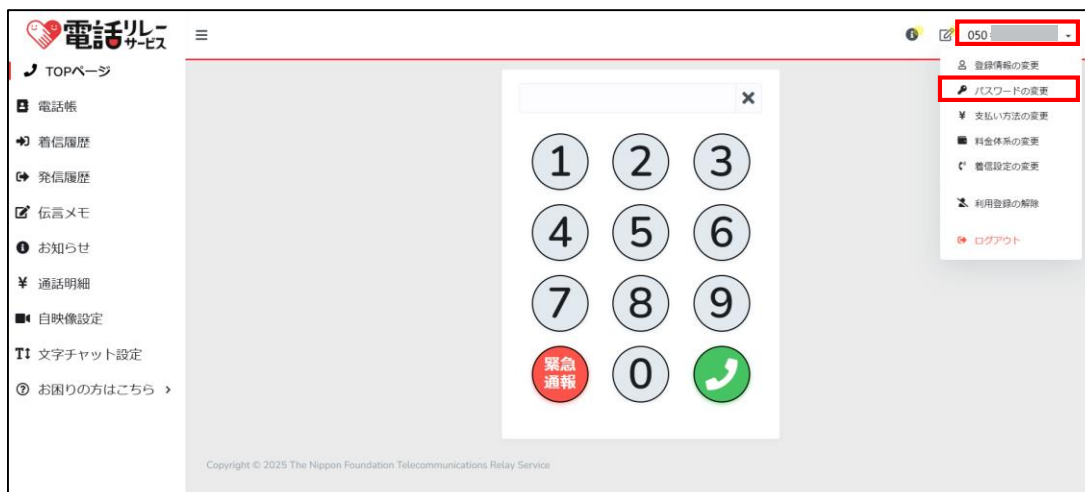 電話リレーサービス
050
TOPページ
電話帳
着信履歴
発信履歴
伝言メモ
お知らせ
通話明細
自映像設定
文字チャット設定
お困りの方はこちら
1 2 3
4 5 6
7 8 9
緊急通報 0
登録情報の変更
パスワードの変更
支払い方法の変更
料金体系の変更
着信設定の変更
利用登録の解除
ログアウト
Copyright © 2025 The Nippon Foundation Telecommunications Relay Service